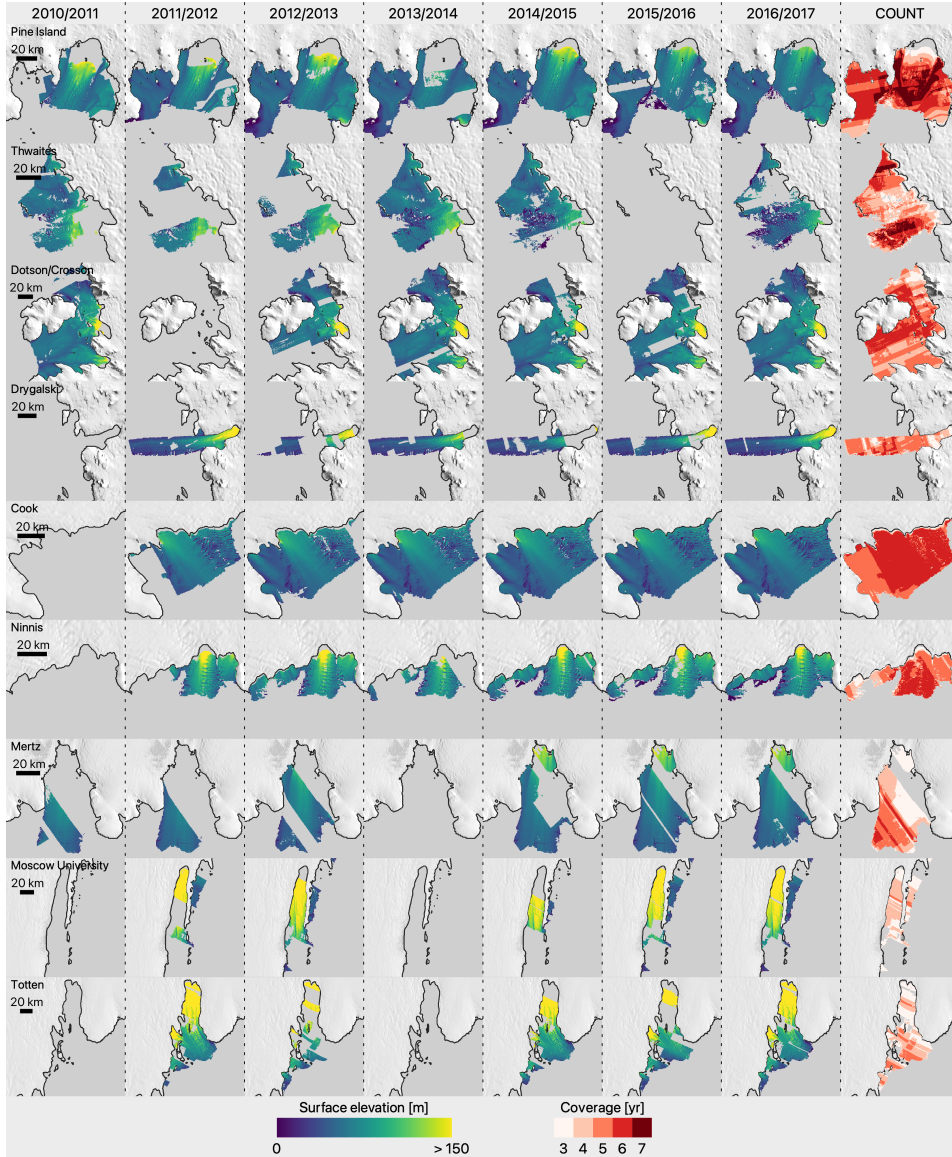 2010/2011 2011/2012 2012/2013 2013/2014 2014/2015 2015/2016 2016/2017 COUNT
Pine Island
20 km
Thwaites
20 km
Dotson/Crosson
20 km
Drygalski
20 km
Cook
20 km
Ninnis
20 km
Mertz
20 km
Moscow University
20 km
Totten
20 km
Surface elevation [m] Coverage [yr]
0 > 150 3 4 5 6 7